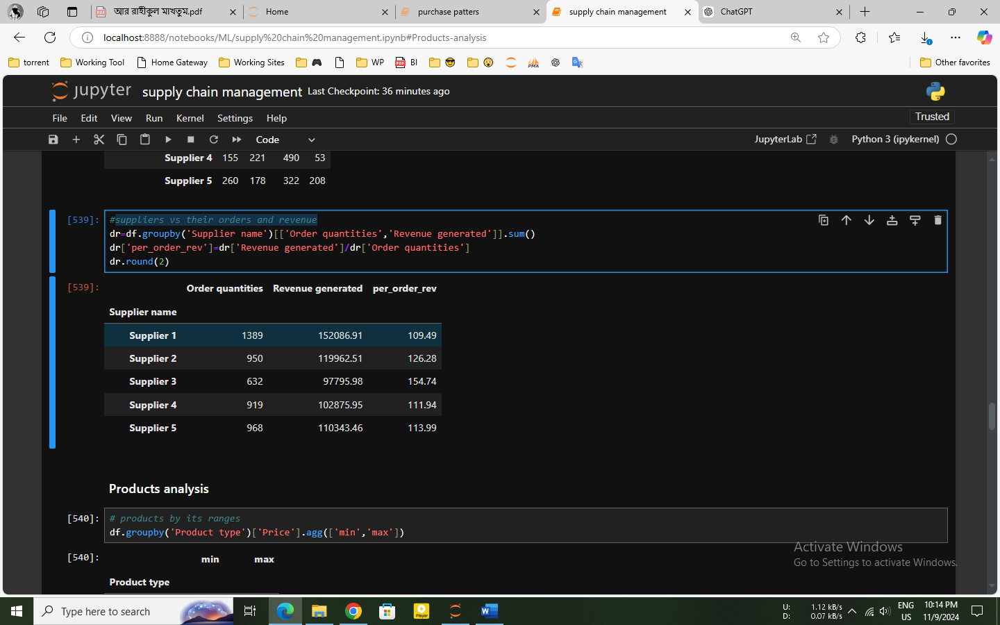 আর রাহীকুল মাখতুম.pdf
Home
purchase patters
supply chain management
ChatGPT
localhost:8888/notebooks/ML/supply%20chain%20management.ipynb#Products-analysis
torrent
Working Tool
Home Gateway
Working Sites
WP
BI
Other favorites
jupyter supply chain management Last Checkpoint: 36 minutes ago
File Edit View Run Kernel Settings Help
Trusted
Code
JupyterLab
Python 3 (ipykernel)
Supplier 4 155 221 490 53
Supplier 5 260 178 322 208
[539]: #suppliers vs their orders and revenue
dr=df.groupby('Supplier name')[['Order quantities','Revenue generated']].sum()
dr['per_order_rev']=dr['Revenue generated']/dr['Order quantities']
dr.round(2)
[539]: Order quantities Revenue generated per_order_rev
Supplier name
Supplier 1 1389 152086.91 109.49
Supplier 2 950 119962.51 126.28
Supplier 3 632 97795.98 154.74
Supplier 4 919 102875.95 111.94
Supplier 5 968 110343.46 113.99
Products analysis
[540]: # products by its ranges
df.groupby('Product type')['Price'].agg(['min','max'])
[540]: min max
Product type
Activate Windows
Go to Settings to activate Windows.
Type here to search
U: 1.12 kB/s
D: 0.07 kB/s
ENG
US
10:14 PM
11/9/2024